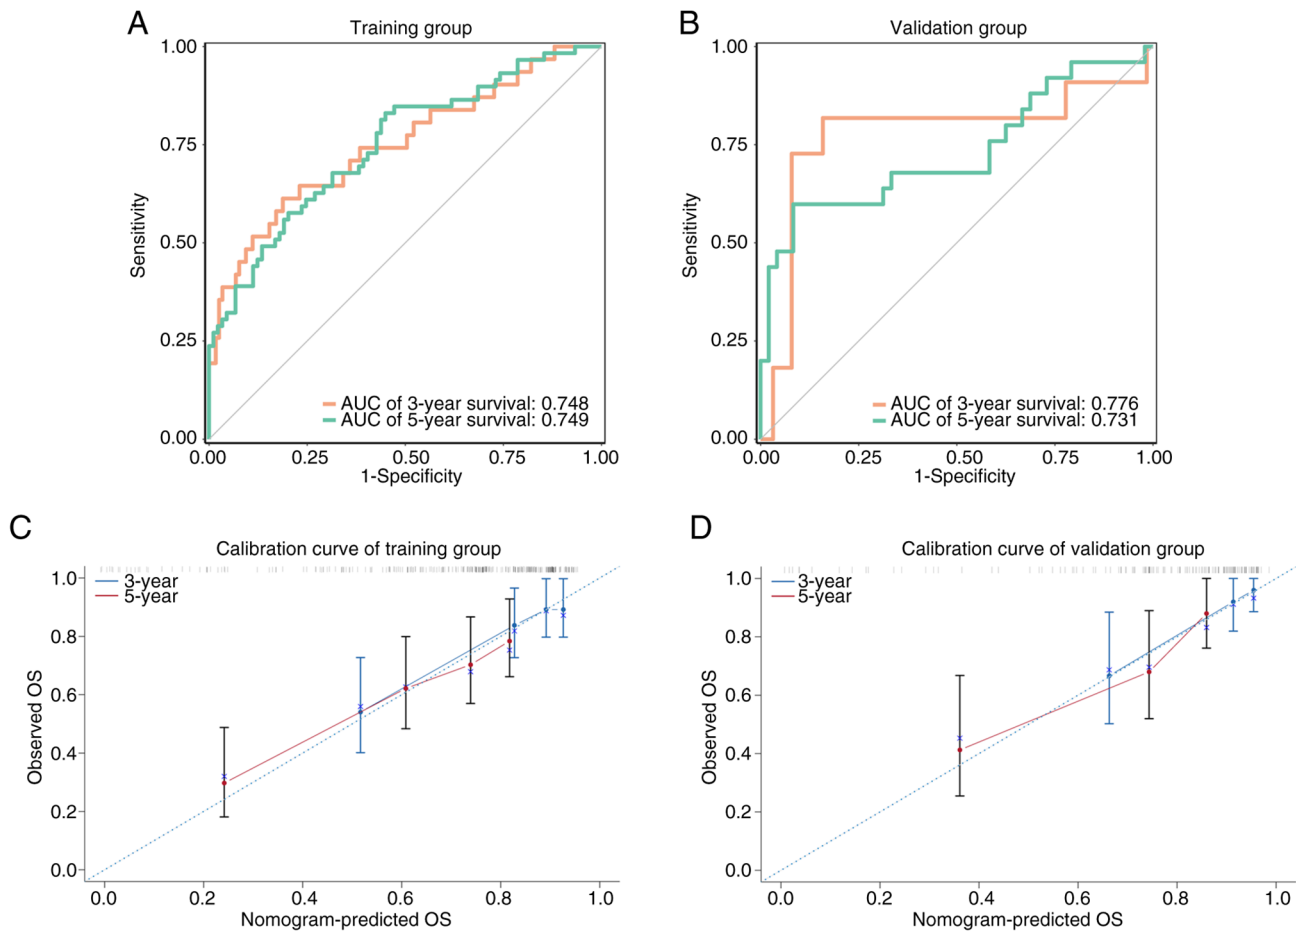 A
Training group
1.00
0.75
0.50
0.25
0.00
Sensitivity
AUC of 3-year survival: 0.748
AUC of 5-year survival: 0.749
0.00 0.25 0.50 0.75 1.00
1-Specificity
B
Validation group
1.00
0.75
0.50
0.25
0.00
Sensitivity
AUC of 3-year survival: 0.776
AUC of 5-year survival: 0.731
0.00 0.25 0.50 0.75 1.00
1-Specificity
C
Calibration curve of training group
3-year
5-year
1.0
0.8
0.6
0.4
0.2
0.0
Observed OS
0.0 0.2 0.4 0.6 0.8 1.0
Nomogram-predicted OS
D
Calibration curve of validation group
3-year
5-year
1.0
0.8
0.6
0.4
0.2
0.0
Observed OS
0.0 0.2 0.4 0.6 0.8 1.0
Nomogram-predicted OS